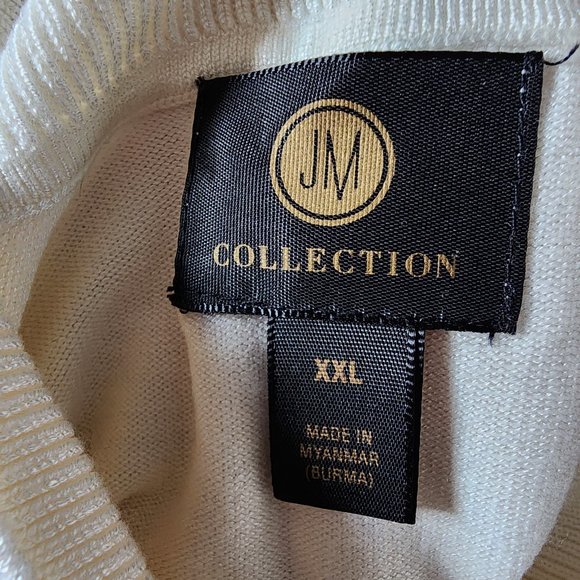 JM
COLLECTION
XXL
MADE IN
MYANMAR
(BURMA)